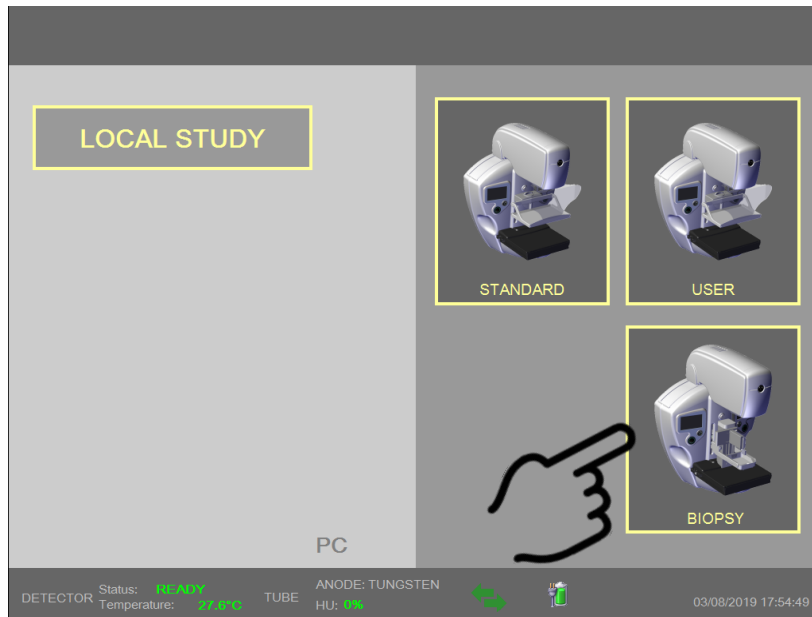 LOCAL STUDY
STANDARD
USER
BIOPSY
PC
DETECTOR
Status: READY
Temperature: 27.6°C
TUBE
ANODE: TUNGSTEN
HU: 0%
03/08/2019 17:54:49